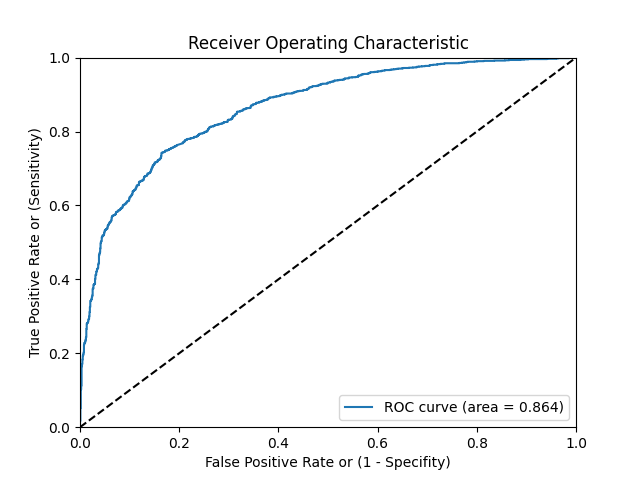 Receiver Operating Characteristic
1.0
0.8
0.6
0.4
0.2
0.0
True Positive Rate or (Sensitivity)
ROC curve (area = 0.864)
0.0 0.2 0.4 0.6 0.8 1.0
False Positive Rate or (1 - Specifity)